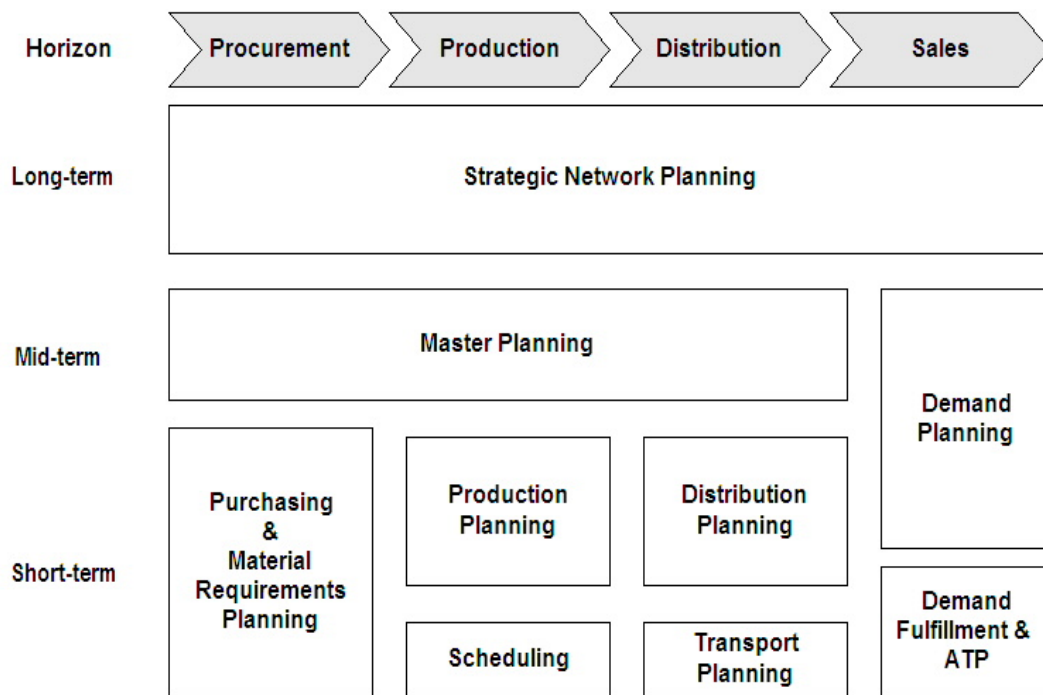 Horizon
Procurement
Production
Distribution
Sales
Long-term
Strategic Network Planning
Mid-term
Master Planning
Demand
Planning
Short-term
Purchasing
&
Material
Requirements
Planning
Production
Planning
Distribution
Planning
Scheduling
Transport
Planning
Demand
Fulfillment &
ATP